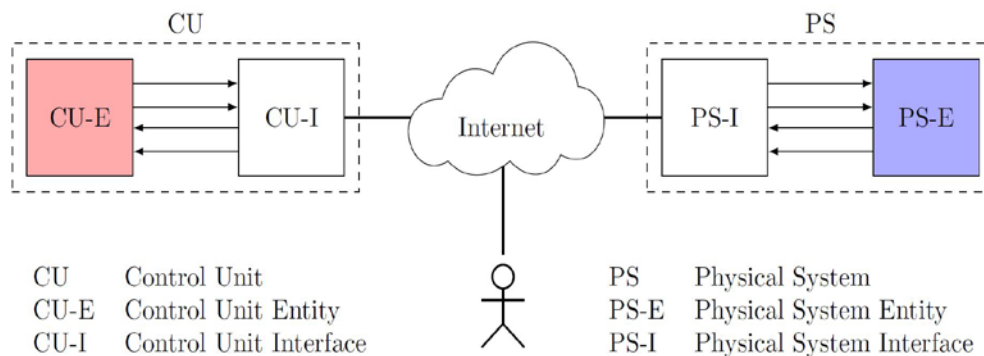 CU PS
CU-E CU-I Internet PS-I PS-E
CU Control Unit
CU-E Control Unit Entity
CU-I Control Unit Interface
PS Physical System
PS-E Physical System Entity
PS-I Physical System Interface